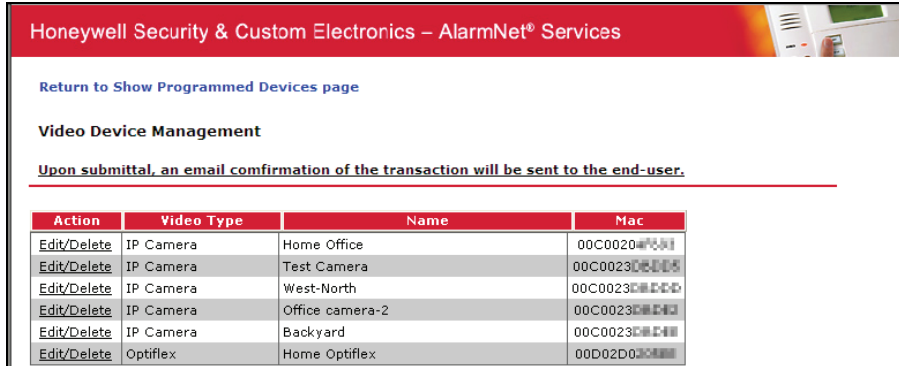 Honeywell Security & Custom Electronics – AlarmNet® Services
Return to Show Programmed Devices page
Video Device Management
Upon submittal, an email comfirmation of the transaction will be sent to the end-user.
Action Video Type Name Mac
Edit/Delete IP Camera Home Office 00C0020
Edit/Delete IP Camera Test Camera 00C0023
Edit/Delete IP Camera West-North 00C0023
Edit/Delete IP Camera Office camera-2 00C0023
Edit/Delete IP Camera Backyard 00C0023
Edit/Delete Optiflex Home Optiflex 00D02D0